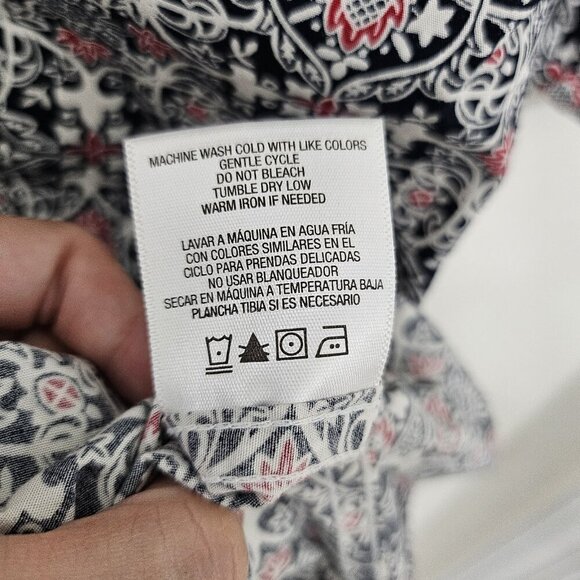 MACHINE WASH COLD WITH LIKE COLORS
GENTLE CYCLE
DO NOT BLEACH
TUMBLE DRY LOW
WARM IRON IF NEEDED
LAVAR A MÁQUINA EN AGUA FRÍA
CON COLORES SIMILARES EN EL
CICLO PARA PRENDAS DELICADAS
NO USAR BLANQUEADOR
SECAR EN MÁQUINA A TEMPERATURA BAJA
PLANCHA TIBIA SI ES NECESARIO